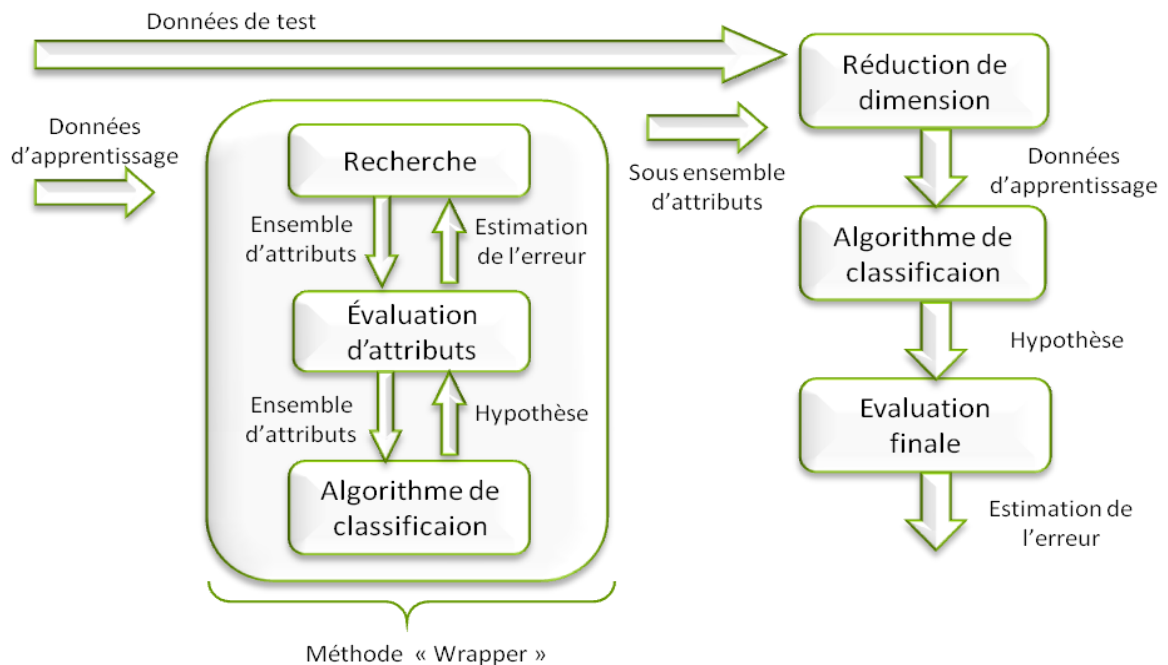 Données de test
Données
d'apprentissage
Recherche
Ensemble
d'attributs
Estimation
de l'erreur
Évaluation
d'attributs
Ensemble
d'attributs
Hypothèse
Algorithme de
classificaion
Méthode « Wrapper »
Sous ensemble
d'attributs
Réduction de
dimension
Données
d'apprentissage
Algorithme de
classificaion
Hypothèse
Evaluation
finale
Estimation de
l'erreur